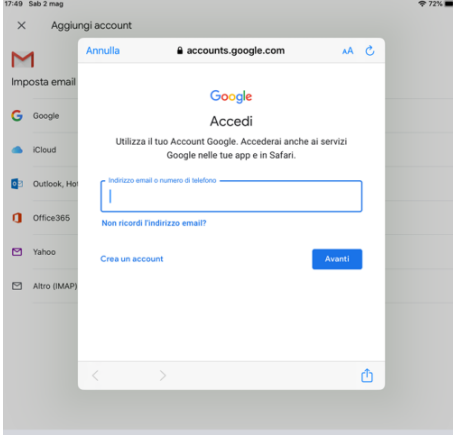 17:49 Sab 2 mag
72%
Aggiungi account
Imposta email
Google
iCloud
Outlook, Hot
Office365
Yahoo
Altro (IMAP)
Annulla
accounts.google.com
AA
Google
Accedi
Utilizza il tuo Account Google. Accederai anche ai servizi
Google nelle tue app e in Safari.
Indirizzo email o numero di telefono
Non ricordi l'indirizzo email?
Crea un account
Avanti